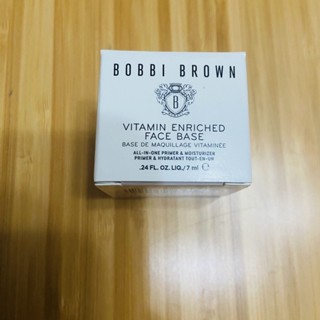 BOBBI BROWN
B
VITAMIN ENRICHED
FACE BASE
BASE DE MAQUILLAGE VITAMINÉE
ALL-IN-ONE PRIMER & MOISTURIZER
PRIMER & HYDRATANT TOUT-EN-UN
.24 FL. OZ. LIQ./7 ml ℮